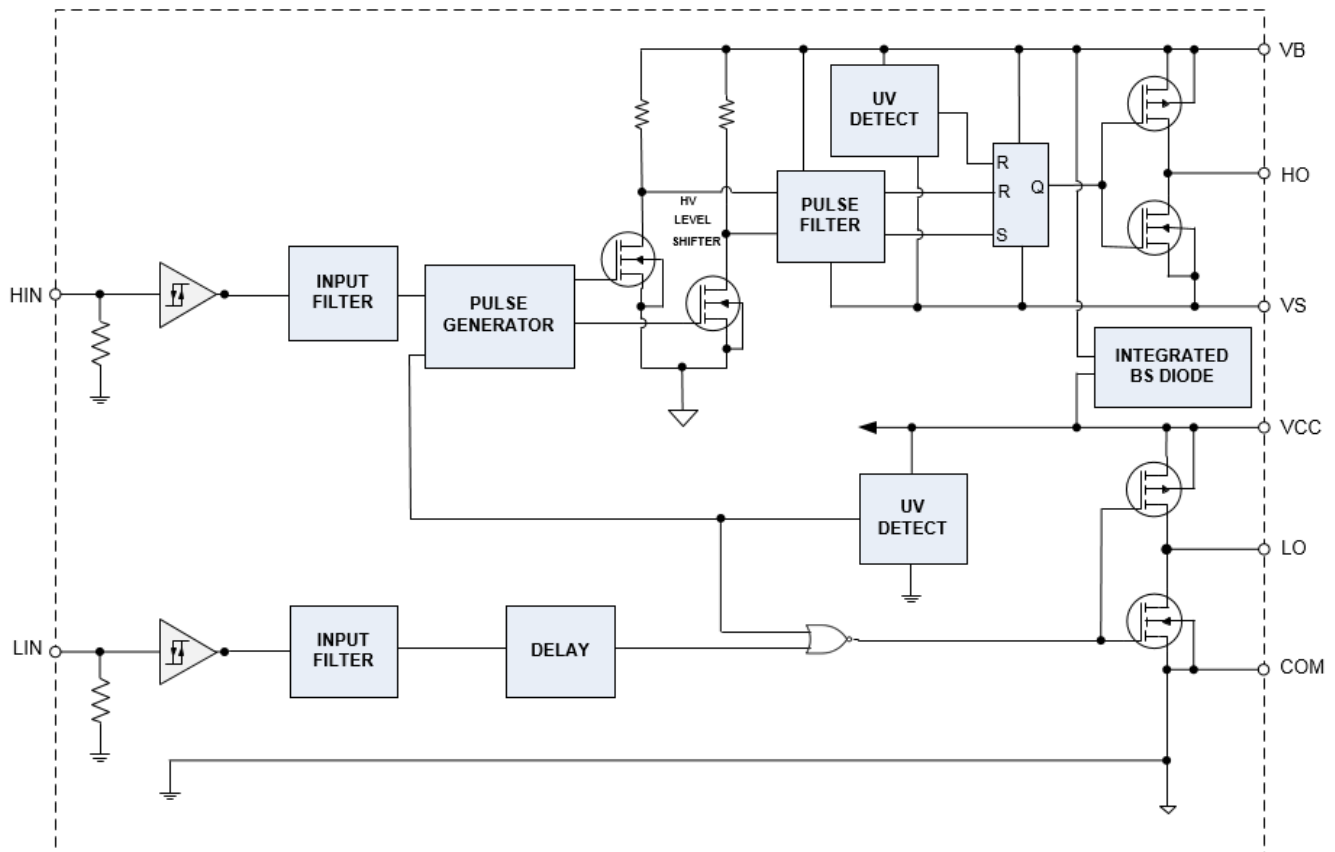 VB
UV
DETECT
R
R
Q
S
HO
HV
LEVEL
SHIFTER
PULSE
FILTER
HIN
INPUT
FILTER
PULSE
GENERATOR
VS
INTEGRATED
BS DIODE
VCC
UV
DETECT
LO
LIN
INPUT
FILTER
DELAY
COM